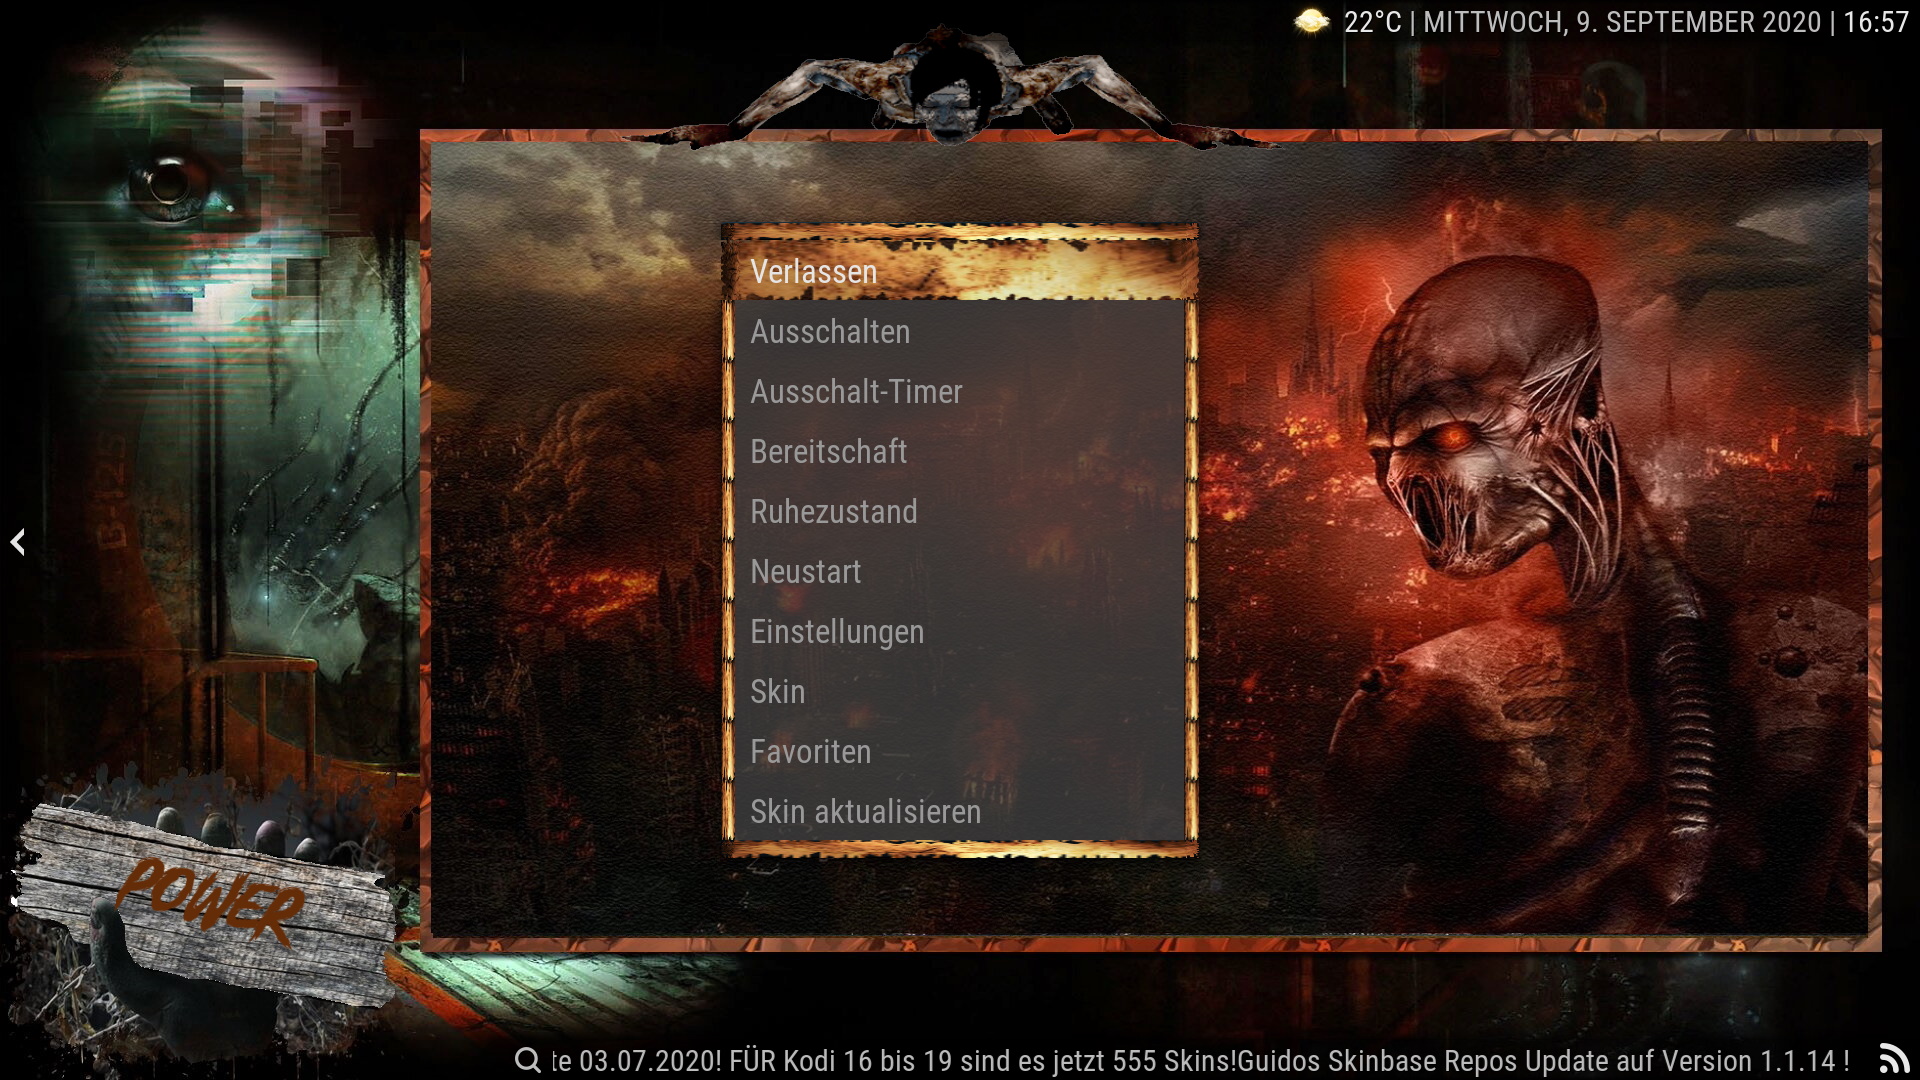 22°C | MITTWOCH, 9. SEPTEMBER 2020 | 16:57
Verlassen
Ausschalten
Ausschalt-Timer
Bereitschaft
Ruhezustand
Neustart
Einstellungen
Skin
Favoriten
Skin aktualisieren
POWER
te 03.07.2020! FÜR Kodi 16 bis 19 sind es jetzt 555 Skins!Guidos Skinbase Repos Update auf Version 1.1.14 !